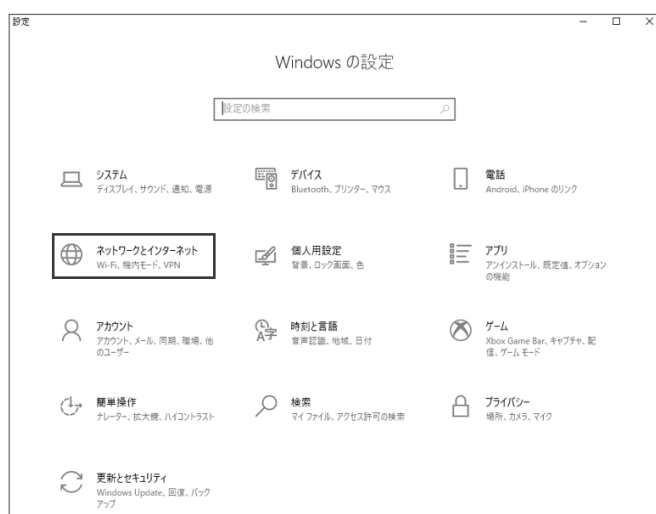 設定
Windows の設定
設定の検索
システム
ディスプレイ、サウンド、通知、電源
デバイス
Bluetooth、プリンター、マウス
電話
Android、iPhone のリンク
ネットワークとインターネット
Wi-Fi、機内モード、VPN
個人用設定
背景、ロック画面、色
アプリ
アンインストール、既定値、オプション
の機能
アカウント
アカウント、メール、同期、職場、他
のユーザー
時刻と言語
音声認識、地域、日付
ゲーム
Xbox Game Bar、キャプチャ、配
信、ゲーム モード
簡単操作
ナレーター、拡大鏡、ハイコントラスト
検索
マイ ファイル、アクセス許可の検索
プライバシー
場所、カメラ、マイク
更新とセキュリティ
Windows Update、回復、バック
アップ